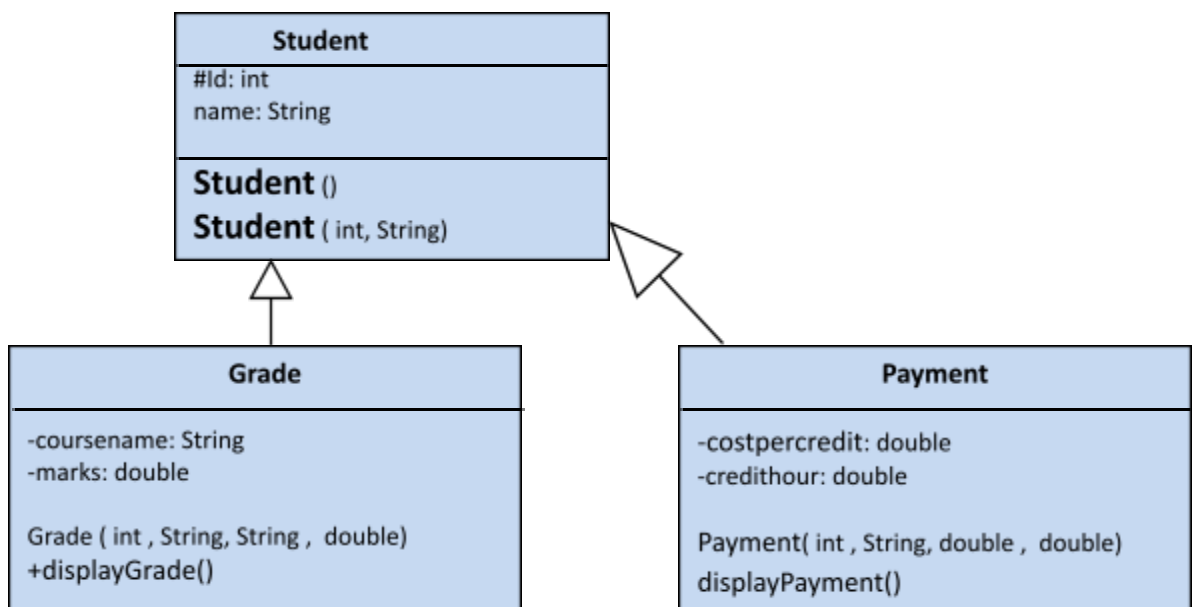 Student
#Id: int
name: String
Student ()
Student ( int, String)
Grade
-coursename: String
-marks: double
Grade ( int , String, String ,  double)
+displayGrade()
Payment
-costpercredit: double
-credithour: double
Payment( int , String, double ,  double)
displayPayment()